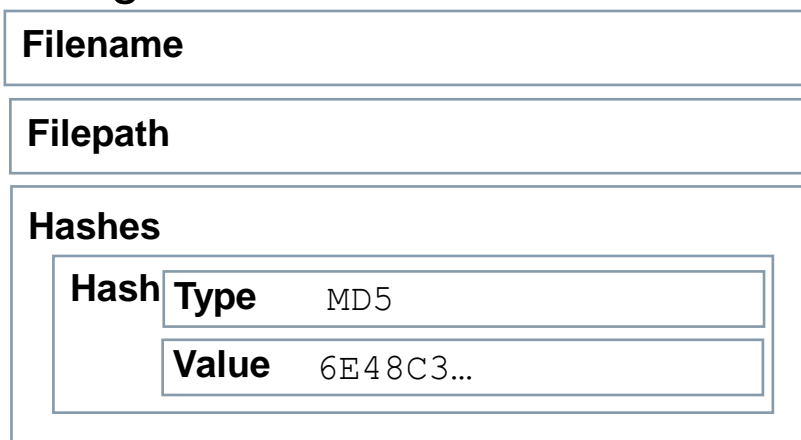 Filename
Filepath
Hashes
Hash Type MD5
Value 6E48C3…